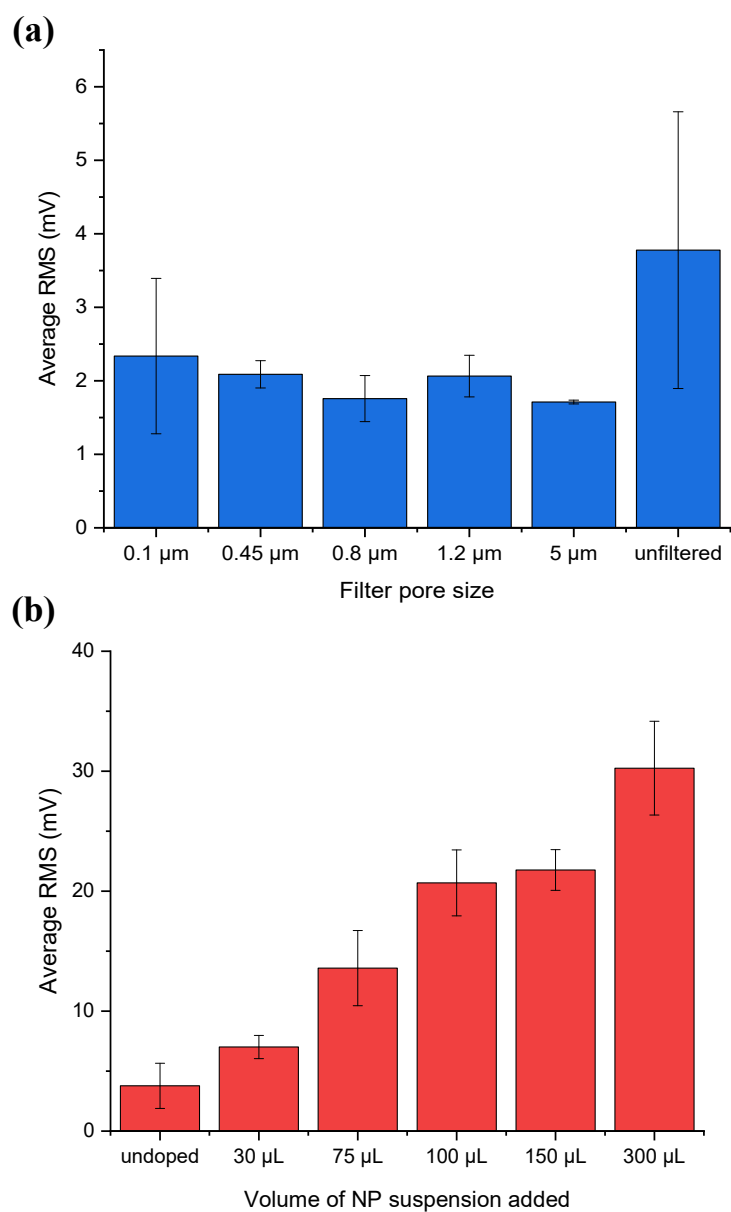 (a)
6
5
4
3
2
1
0
Average RMS (mV)
0.1 µm 0.45 µm 0.8 µm 1.2 µm 5 µm unfiltered
Filter pore size
(b)
40
30
20
10
0
Average RMS (mV)
undoped 30 µL 75 µL 100 µL 150 µL 300 µL
Volume of NP suspension added